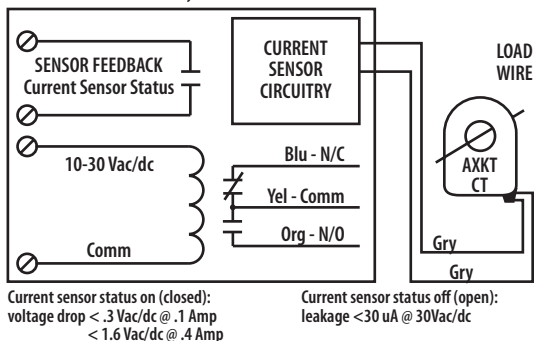 SENSOR FEEDBACK
Current Sensor Status
CURRENT
SENSOR
CIRCUITRY
LOAD
WIRE
10-30 Vac/dc
Comm
Blu - N/C
Yel - Comm
Org - N/O
AXKT
CT
Gry
Gry
Current sensor status on (closed):
voltage drop < .3 Vac/dc @ .1 Amp
< 1.6 Vac/dc @ .4 Amp
Current sensor status off (open):
leakage <30 uA @ 30Vac/dc